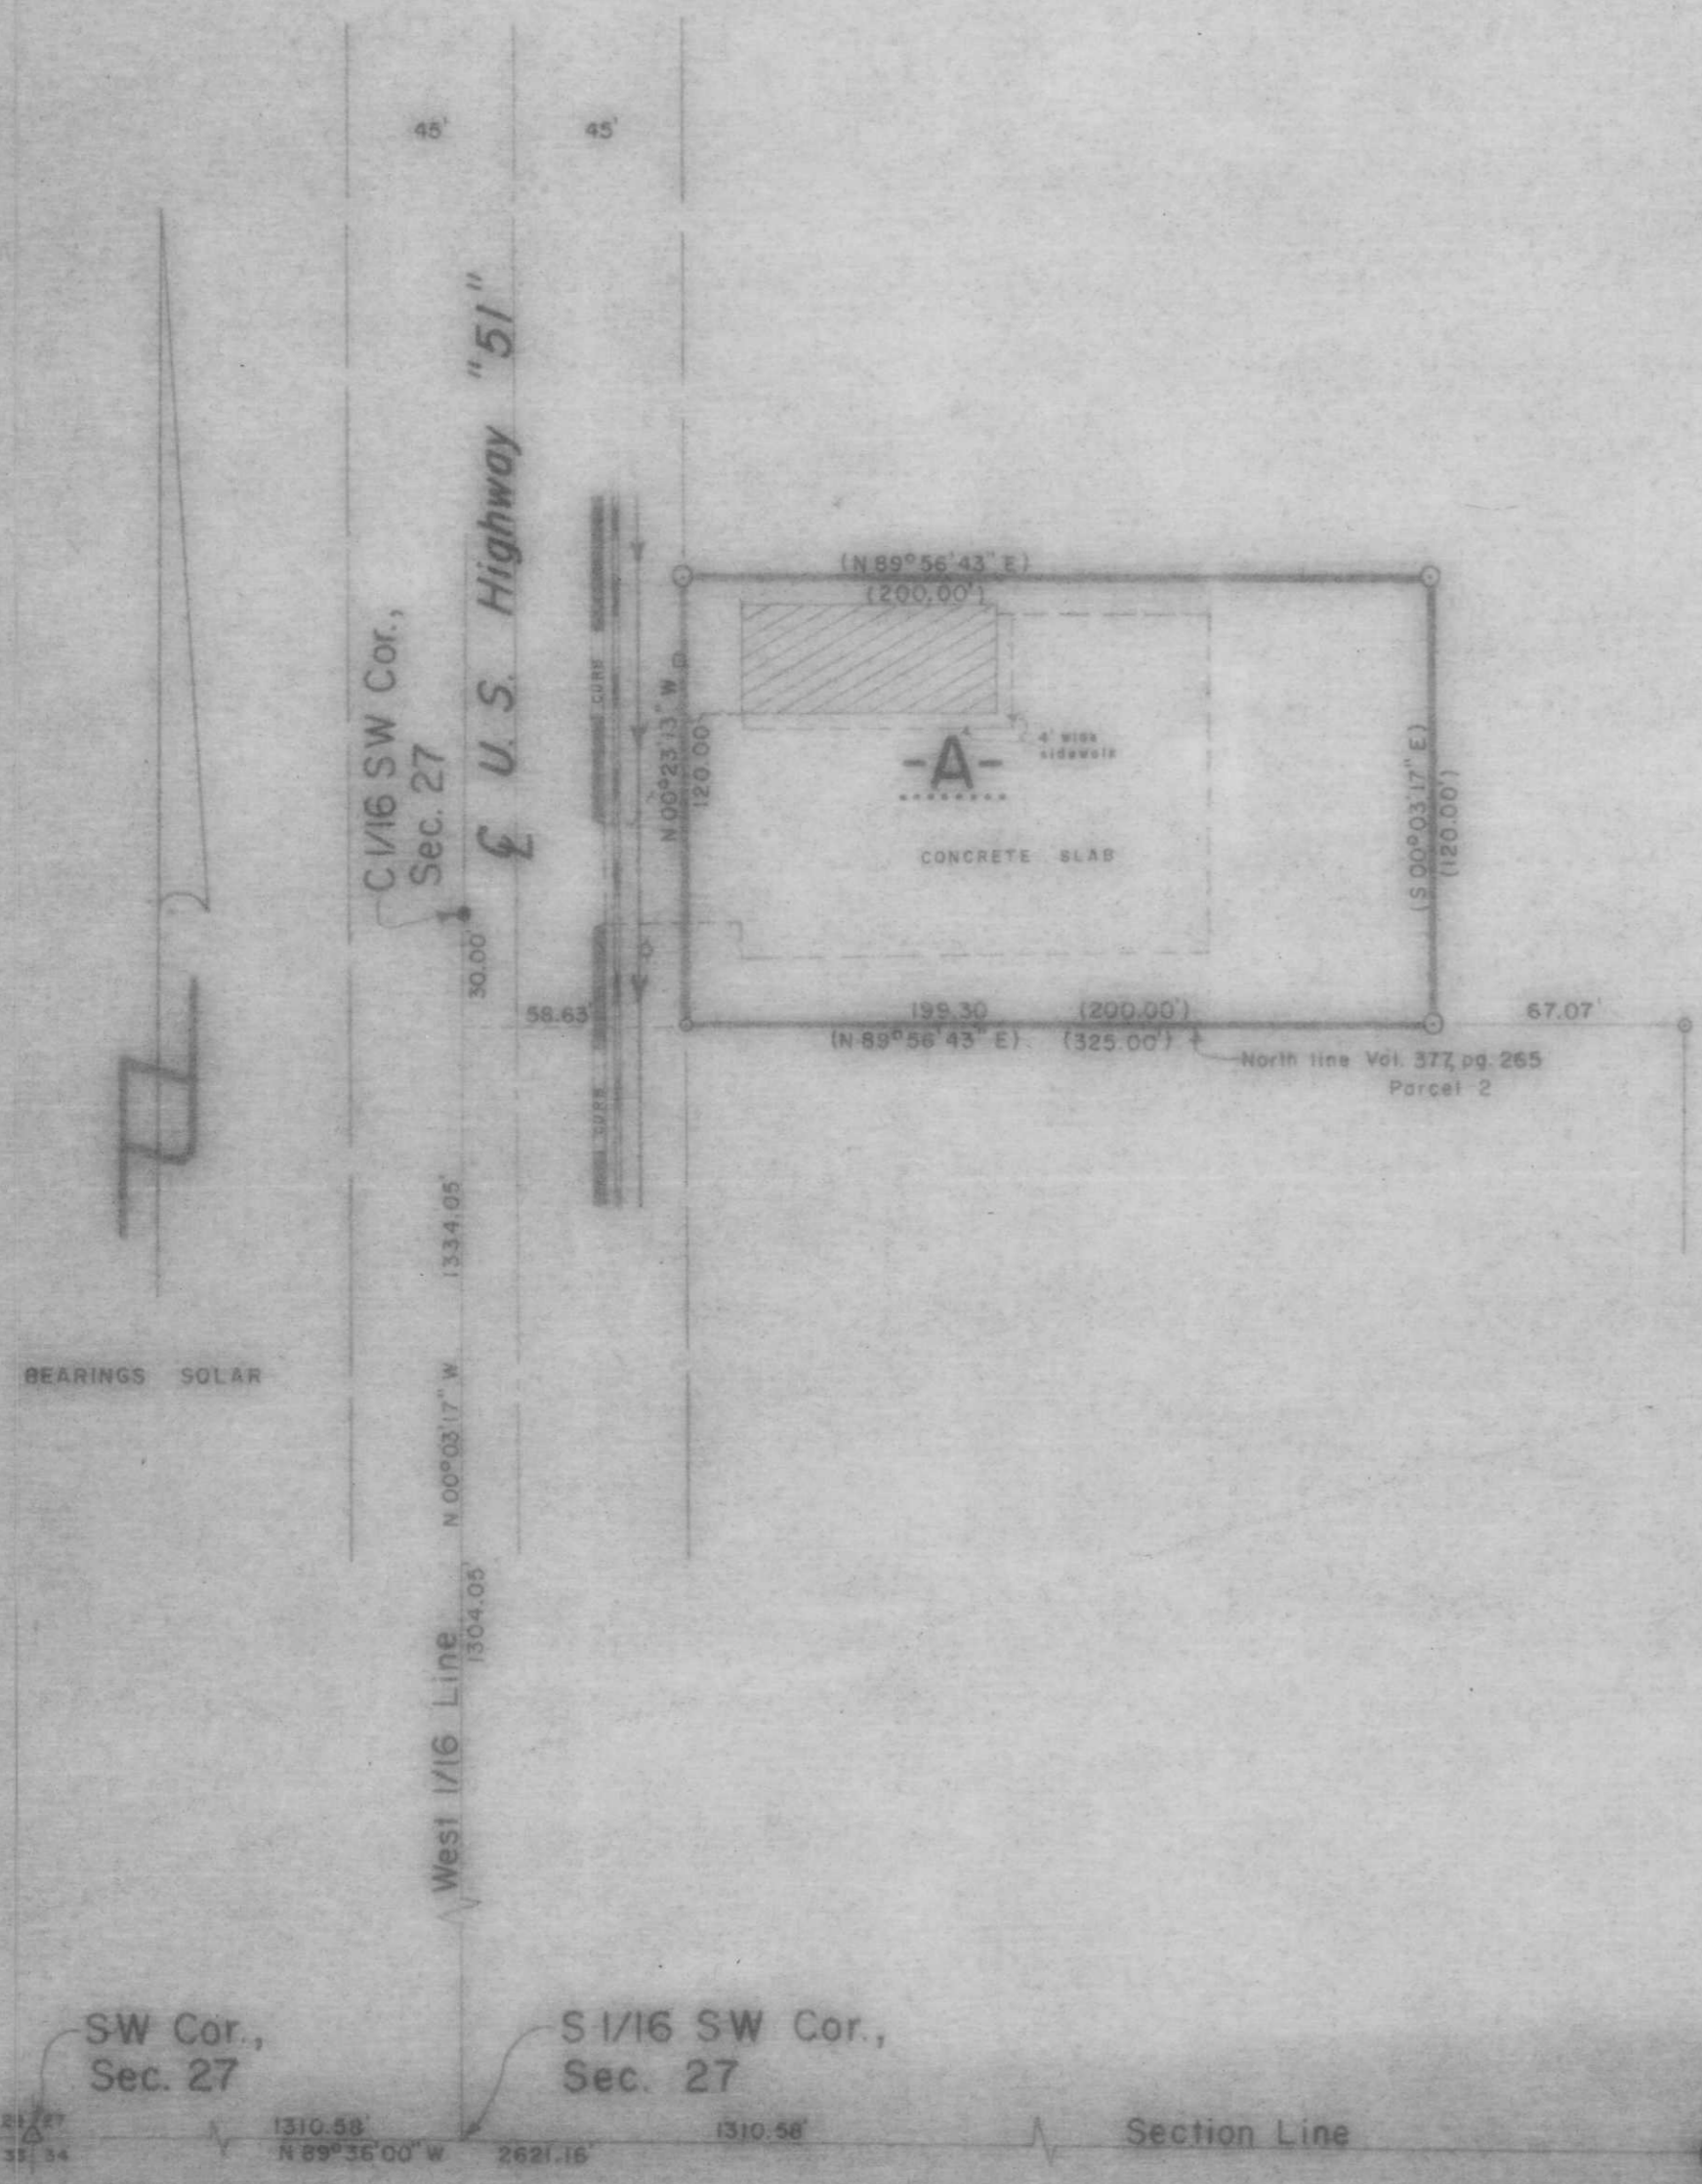 45'
45'
₵ U.S. Highway "51"
C 1/16 SW Cor.,
Sec. 27
CURB
N 00°23'13" W
120.00'
(N 89°56'43" E)
(200.00')
-A-
4' wide
sidewalk
CONCRETE SLAB
(S 00°03'17" E)
(120.00')
30.00'
58.63'
199.30 (200.00')
(N 89°56'43" E) (325.00')
67.07'
North line Vol. 377, pg. 265
Parcel 2
CURB
N
BEARINGS SOLAR
West 1/16 Line N 00°03'17" W 1334.05'
1304.05'
SW Cor.,
Sec. 27
S 1/16 SW Cor.,
Sec. 27
27
33 34
1310.58'
N 89°36'00" W 2621.16'
1310.58'
Section Line